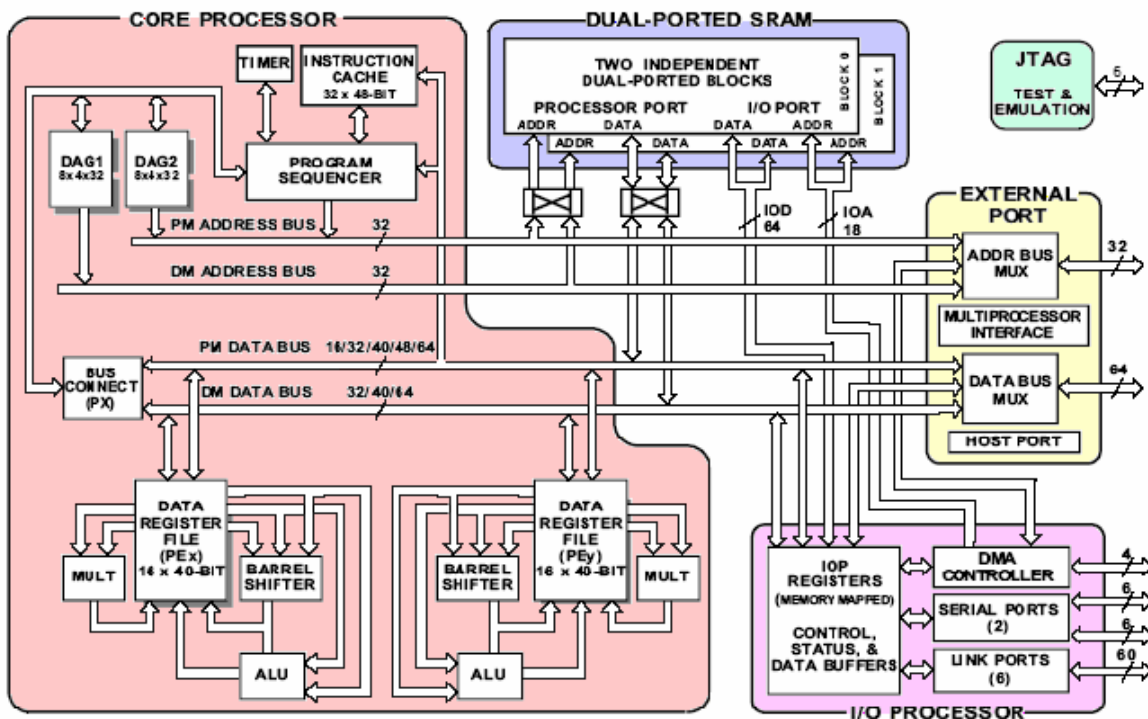 CORE PROCESSOR
TIMER
INSTRUCTION
CACHE
32 x 48-BIT
DAG1
8x4x32
DAG2
8x4x32
PROGRAM
SEQUENCER
PM ADDRESS BUS 32
DM ADDRESS BUS 32
PM DATA BUS 16/32/40/48/64
DM DATA BUS 32/40/64
BUS
CONNECT
(PX)
DATA
REGISTER
FILE
(PEx)
16 x 40-BIT
MULT
BARREL
SHIFTER
ALU
DATA
REGISTER
FILE
(PEy)
16 x 40-BIT
BARREL
SHIFTER
MULT
ALU
DUAL-PORTED SRAM
TWO INDEPENDENT
DUAL-PORTED BLOCKS
PROCESSOR PORT I/O PORT
ADDR DATA DATA ADDR
ADDR DATA DATA ADDR
BLOCK 0
BLOCK 1
IOD
64
IOA
18
JTAG
TEST &
EMULATION
5
EXTERNAL
PORT
ADDR BUS
MUX
32
MULTIPROCESSOR
INTERFACE
DATA BUS
MUX
64
HOST PORT
IOP
REGISTERS
(MEMORY MAPPED)
CONTROL,
STATUS, &
DATA BUFFERS
DMA
CONTROLLER
4
SERIAL PORTS
(2)
6
6
LINK PORTS
(6)
60
I/O PROCESSOR